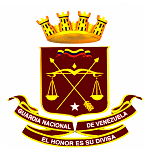 GUARDIA NACIONAL DE VENEZUELA
EL HONOR ES SU DIVISA